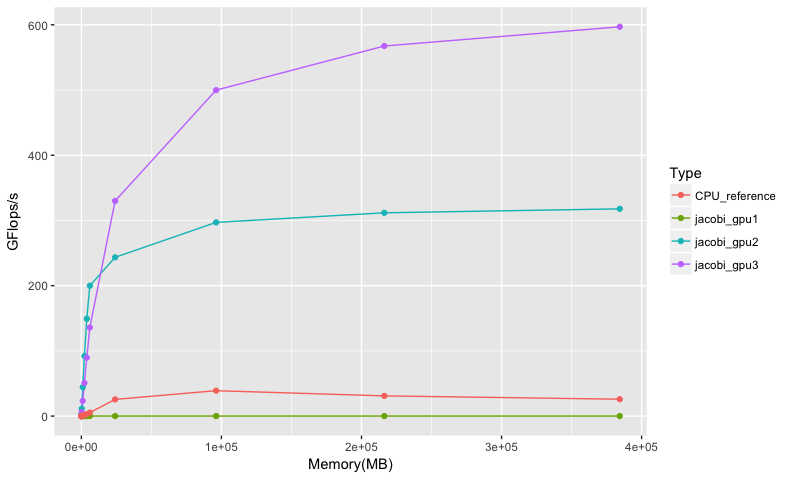 600
400
200
0
GFlops/s
0e+00
1e+05
2e+05
3e+05
4e+05
Memory(MB)
Type
CPU_reference
jacobi_gpu1
jacobi_gpu2
jacobi_gpu3